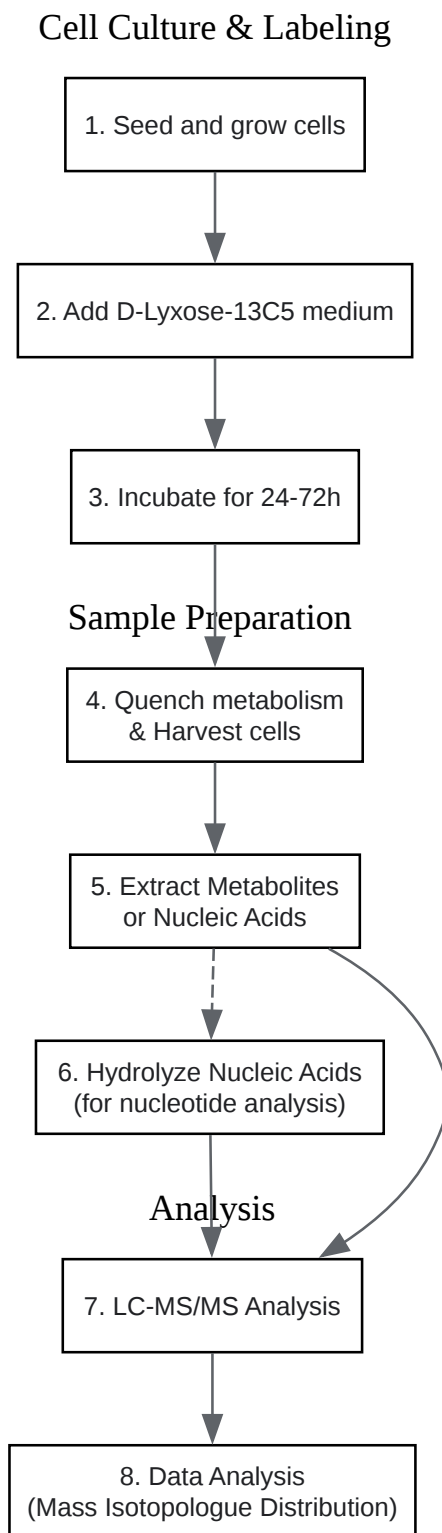 Cell Culture & Labeling
1. Seed and grow cells
2. Add D-Lyxose-13C5 medium
3. Incubate for 24-72h
Sample Preparation
4. Quench metabolism
& Harvest cells
5. Extract Metabolites
or Nucleic Acids
6. Hydrolyze Nucleic Acids
(for nucleotide analysis)
Analysis
7. LC-MS/MS Analysis
8. Data Analysis
(Mass Isotopologue Distribution)